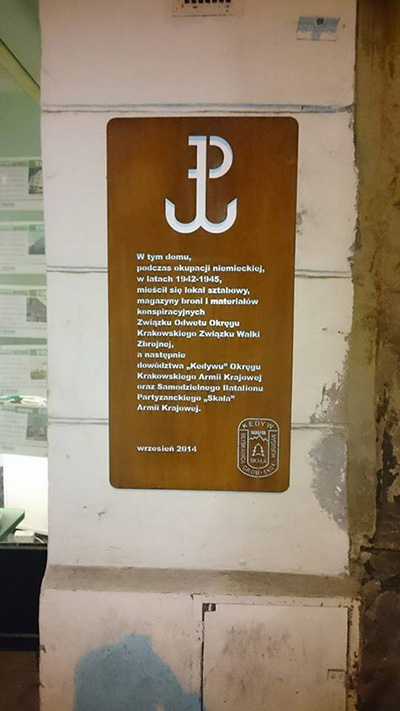 W tym domu,
podczas okupacji niemieckiej,
w latach 1942-1945,
mieścił się lokal sztabowy,
magazyny broni i materiałów
konspiracyjnych
Związku Odwetu Okręgu
Krakowskiego Związku Walki
Zbrojnej,
a następnie
dowództwa „Kedywu” Okręgu
Krakowskiego Armii Krajowej
oraz Samodzielnego Batalionu
Partyzanckiego „Skała”
Armii Krajowej.
wrzesień 2014
KEDYW
SKAŁA